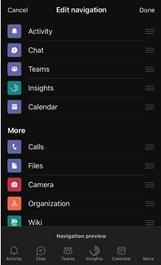 Cancel Edit navigation Done
Activity
Chat
Teams
Insights
Calendar
More
Calls
Files
Camera
Organization
Wiki
Navigation preview
Activity Chat Teams Insights Calendar More